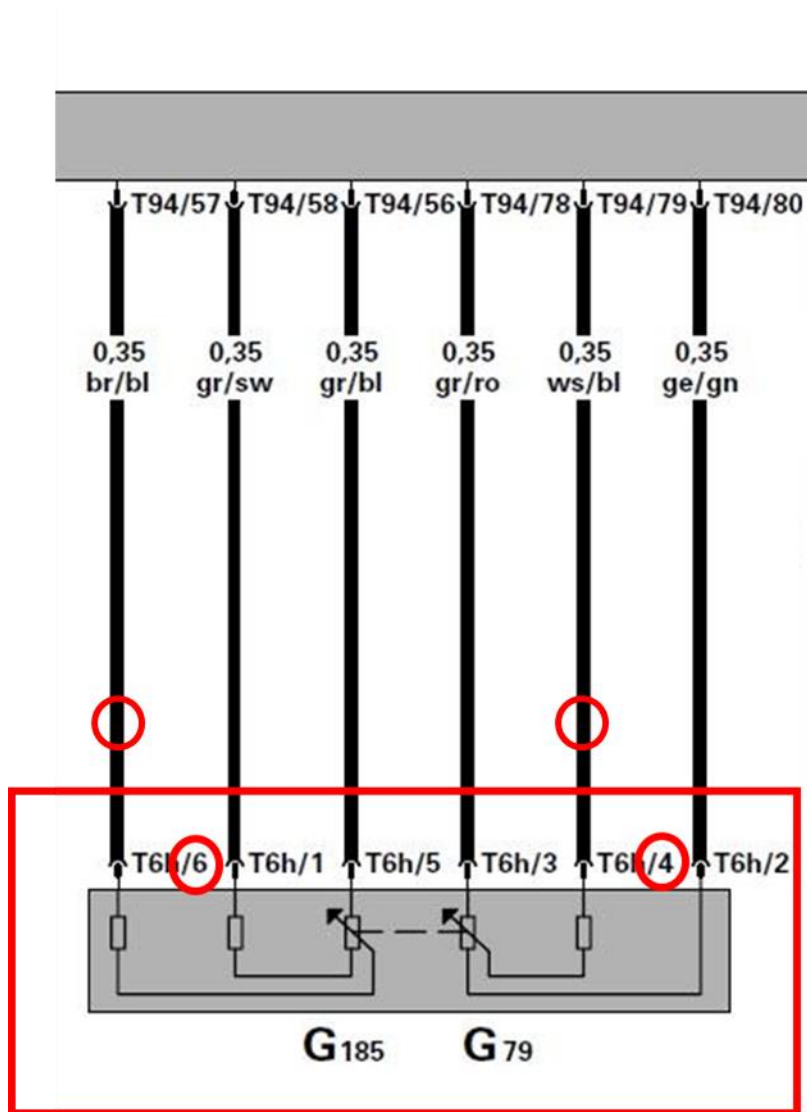 T94/57 T94/58 T94/56 T94/78 T94/79 T94/80
0,35 0,35 0,35 0,35 0,35 0,35
br/bl gr/sw gr/bl gr/ro ws/bl ge/gn
T6h/6 T6h/1 T6h/5 T6h/3 T6h/4 T6h/2
G185 G79